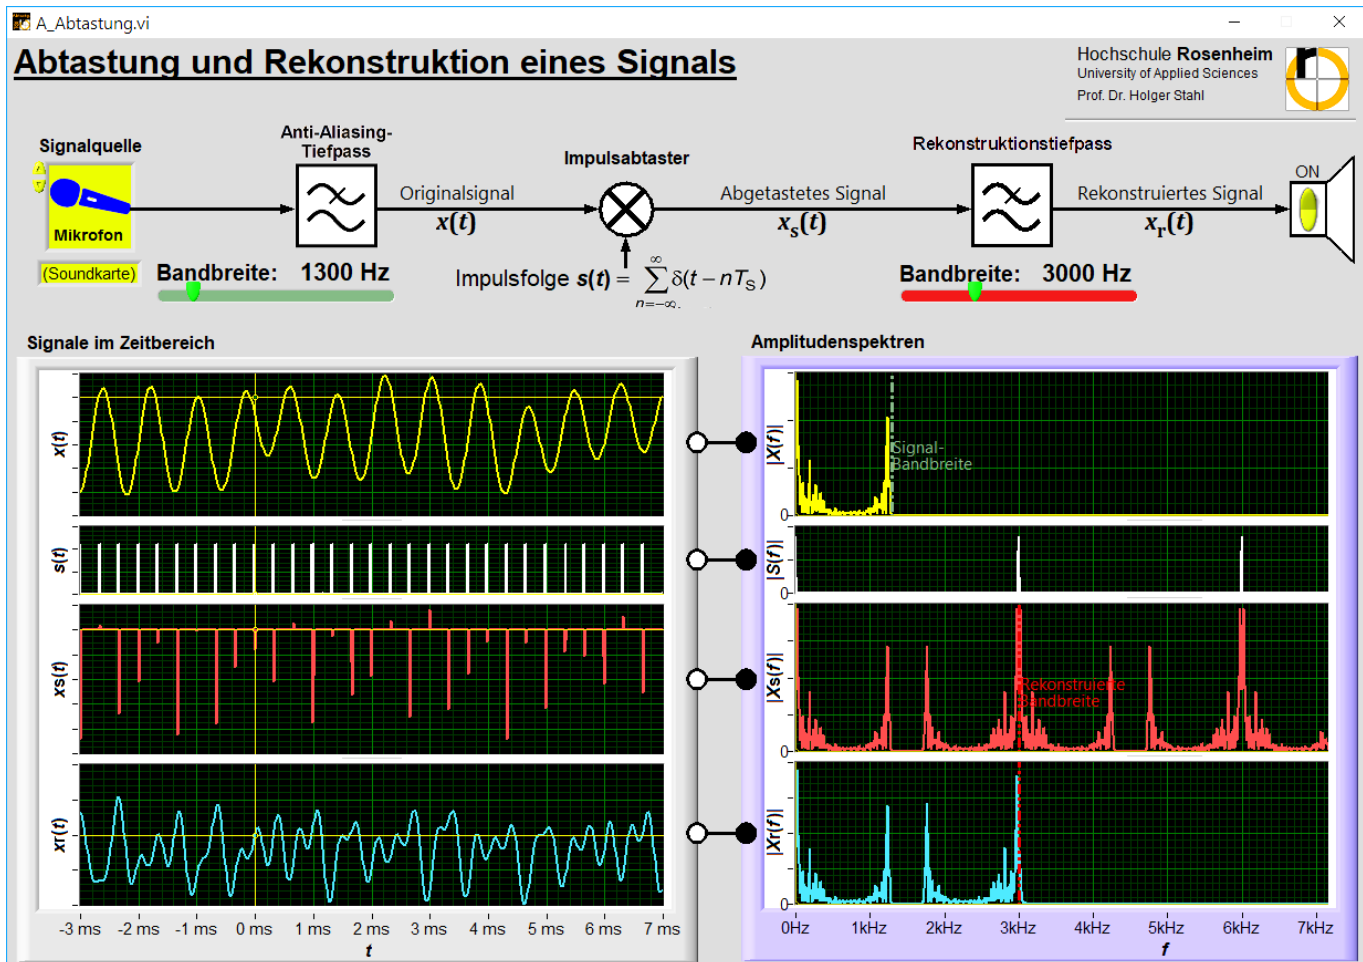 A_Abtastung.vi
Abtastung und Rekonstruktion eines Signals
Hochschule Rosenheim
University of Applied Sciences
Prof. Dr. Holger Stahl
Signalquelle
Mikrofon
(Soundkarte)
Anti-Aliasing-
Tiefpass
Bandbreite: 1300 Hz
Originalsignal
x(t)
Impulsabtaster
Impulsfolge s(t) = ∑ δ(t − nT_S)
∞
n=−∞
Abgetastetes Signal
x_s(t)
Rekonstruktionstiefpass
Bandbreite: 3000 Hz
Rekonstruiertes Signal
x_r(t)
ON
Signale im Zeitbereich
x(t)
s(t)
xs(t)
xr(t)
-3 ms -2 ms -1 ms 0 ms 1 ms 2 ms 3 ms 4 ms 5 ms 6 ms 7 ms
t
Amplitudenspektren
|X(f)|
0
Signal-
Bandbreite
|S(f)|
0
|Xs(f)|
0
Rekonstruierte
Bandbreite
|Xr(f)|
0
0Hz 1kHz 2kHz 3kHz 4kHz 5kHz 6kHz 7kHz
f